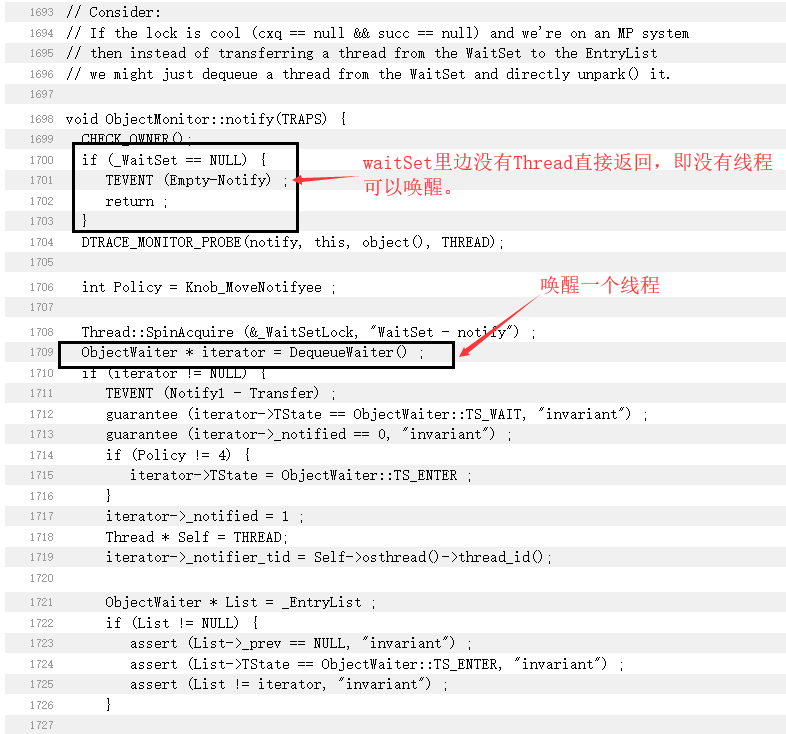 1693 // Consider:
1694 // If the lock is cool (cxq == null && succ == null) and we're on an MP system
1695 // then instead of transferring a thread from the WaitSet to the EntryList
1696 // we might just dequeue a thread from the WaitSet and directly unpark() it.
1697
1698 void ObjectMonitor::notify(TRAPS) {
1699 CHECK_OWNER();
1700 if (_WaitSet == NULL) {
waitSet里边没有Thread直接返回，即没有线程
1701 TEVENT (Empty-Notify) ;
可以唤醒。
1702 return ;
1703 }
1704 DTRACE_MONITOR_PROBE(notify, this, object(), THREAD);
1705
1706 int Policy = Knob_MoveNotifyee ;
唤醒一个线程
1707
1708 Thread::SpinAcquire (&_WaitSetLock, "WaitSet - notify") ;
1709 ObjectWaiter * iterator = DequeueWaiter() ;
1710 if (iterator != NULL) {
1711 TEVENT (Notify1 - Transfer) ;
1712 guarantee (iterator->TState == ObjectWaiter::TS_WAIT, "invariant") ;
1713 guarantee (iterator->_notified == 0, "invariant") ;
1714 if (Policy != 4) {
1715 iterator->TState = ObjectWaiter::TS_ENTER ;
1716 }
1717 iterator->_notified = 1 ;
1718 Thread * Self = THREAD;
1719 iterator->_notifier_tid = Self->osthread()->thread_id();
1720
1721 ObjectWaiter * List = _EntryList ;
1722 if (List != NULL) {
1723 assert (List->_prev == NULL, "invariant") ;
1724 assert (List->TState == ObjectWaiter::TS_ENTER, "invariant") ;
1725 assert (List != iterator, "invariant") ;
1726 }
1727